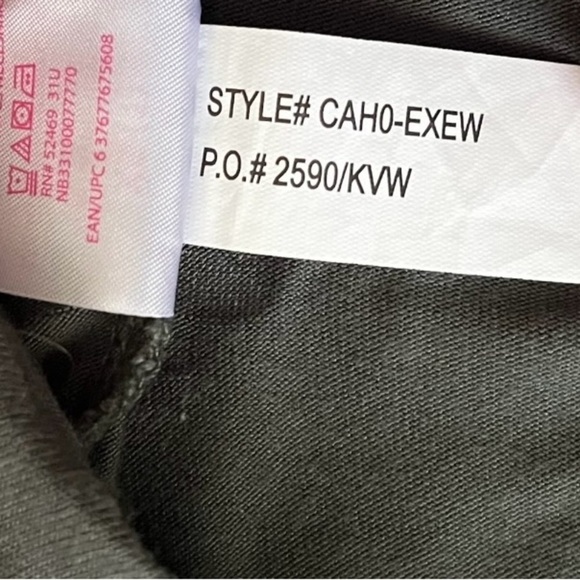 STYLE# CAH0-EXEW
P.O.# 2590/KVW
RN# 52469 31U
NB33100077770
EAN/UPC 6 37677675608